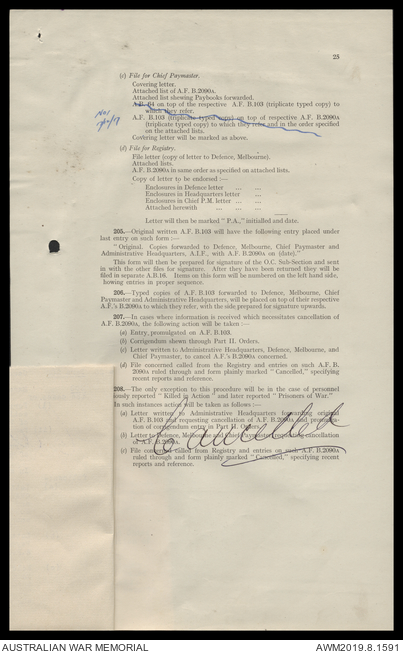 25
(c) File for Chief Paymaster.
Covering letter.
Attached list of A.F. B.2090A.
Attached list shewing Paybooks forwarded.
A.B. 64 on top of the respective A.F. B.103 (triplicate typed copy) to
which they refer.
A.F. B.103 (triplicate typed copy) on top of respective A.F. B.2090A
(triplicate typed copy) to which they refer and in the order specified
on the attached lists.
Covering letter will be marked as above.
(d) File for Registry.
File letter (copy of letter to Defence, Melbourne).
Attached lists.
A.F. B.2090A in same order as specified on attached lists.
Copy of letter to be endorsed :—
Enclosures in Defence letter ... ...
Enclosures in Headquarters letter ...
Enclosures in Chief P.M. letter ... ...
Attached herewith ... ... ...
Letter will then be marked "P.A.," initialled and date.
205.—Original written A.F. B.103 will have the following entry placed under
last entry on such form :—
"Original. Copies forwarded to Defence, Melbourne, Chief Paymaster and
Administrative Headquarters, A.I.F., with A.F. B.2090A on (date)."
This form will then be prepared for signature of the O.C. Sub-Section and sent
in with the other files for signature. After they have been returned they will be
filed in separate A.B.16. Items on this form will be numbered on the left hand side,
howing entries in proper sequence.
206.—Typed copies of A.F. B.103 forwarded to Defence, Melbourne, Chief
Paymaster and Administrative Headquarters, will be placed on top of their respective
A.F.'s B.2090A to which they refer, with the side prepared for signature upwards.
207.—In cases where information is received which necessitates cancellation of
A.F. B.2090A, the following action will be taken :—
(a) Entry, promulgated on A.F. B.103.
(b) Corrigendum shown through Part II. Orders.
(c) Letter written to Administrative Headquarters, Defence, Melbourne, and
Chief Paymaster, to cancel A.F.'s B.2090A concerned.
(d) File concerned called from the Registry and entries on such A.F. B.
2090A ruled through and form plainly marked "Cancelled," specifying
recent reports and reference.
208.—The only exception to this procedure will be in the case of personnel
reported "Killed in Action" and later reported "Prisoners of War."
In such instances action will be taken as follows :—
(a) Letter written to Administrative Headquarters forwarding original
A.F. B.103 and requesting cancellation of A.F. B.2090A and
tion of corrigendum entry in Part II. Orders.
(b) Letter to Defence, Melbourne and Chief Paymaster requesting cancellation
of A.F. B.2090A.
(c) File concerned called from Registry and entries on such A.F. B.2090A
ruled through and form plainly marked "Cancelled," specifying recent
reports and reference.
Cancelled
AUSTRALIAN WAR MEMORIAL
AWM2019.8.1591